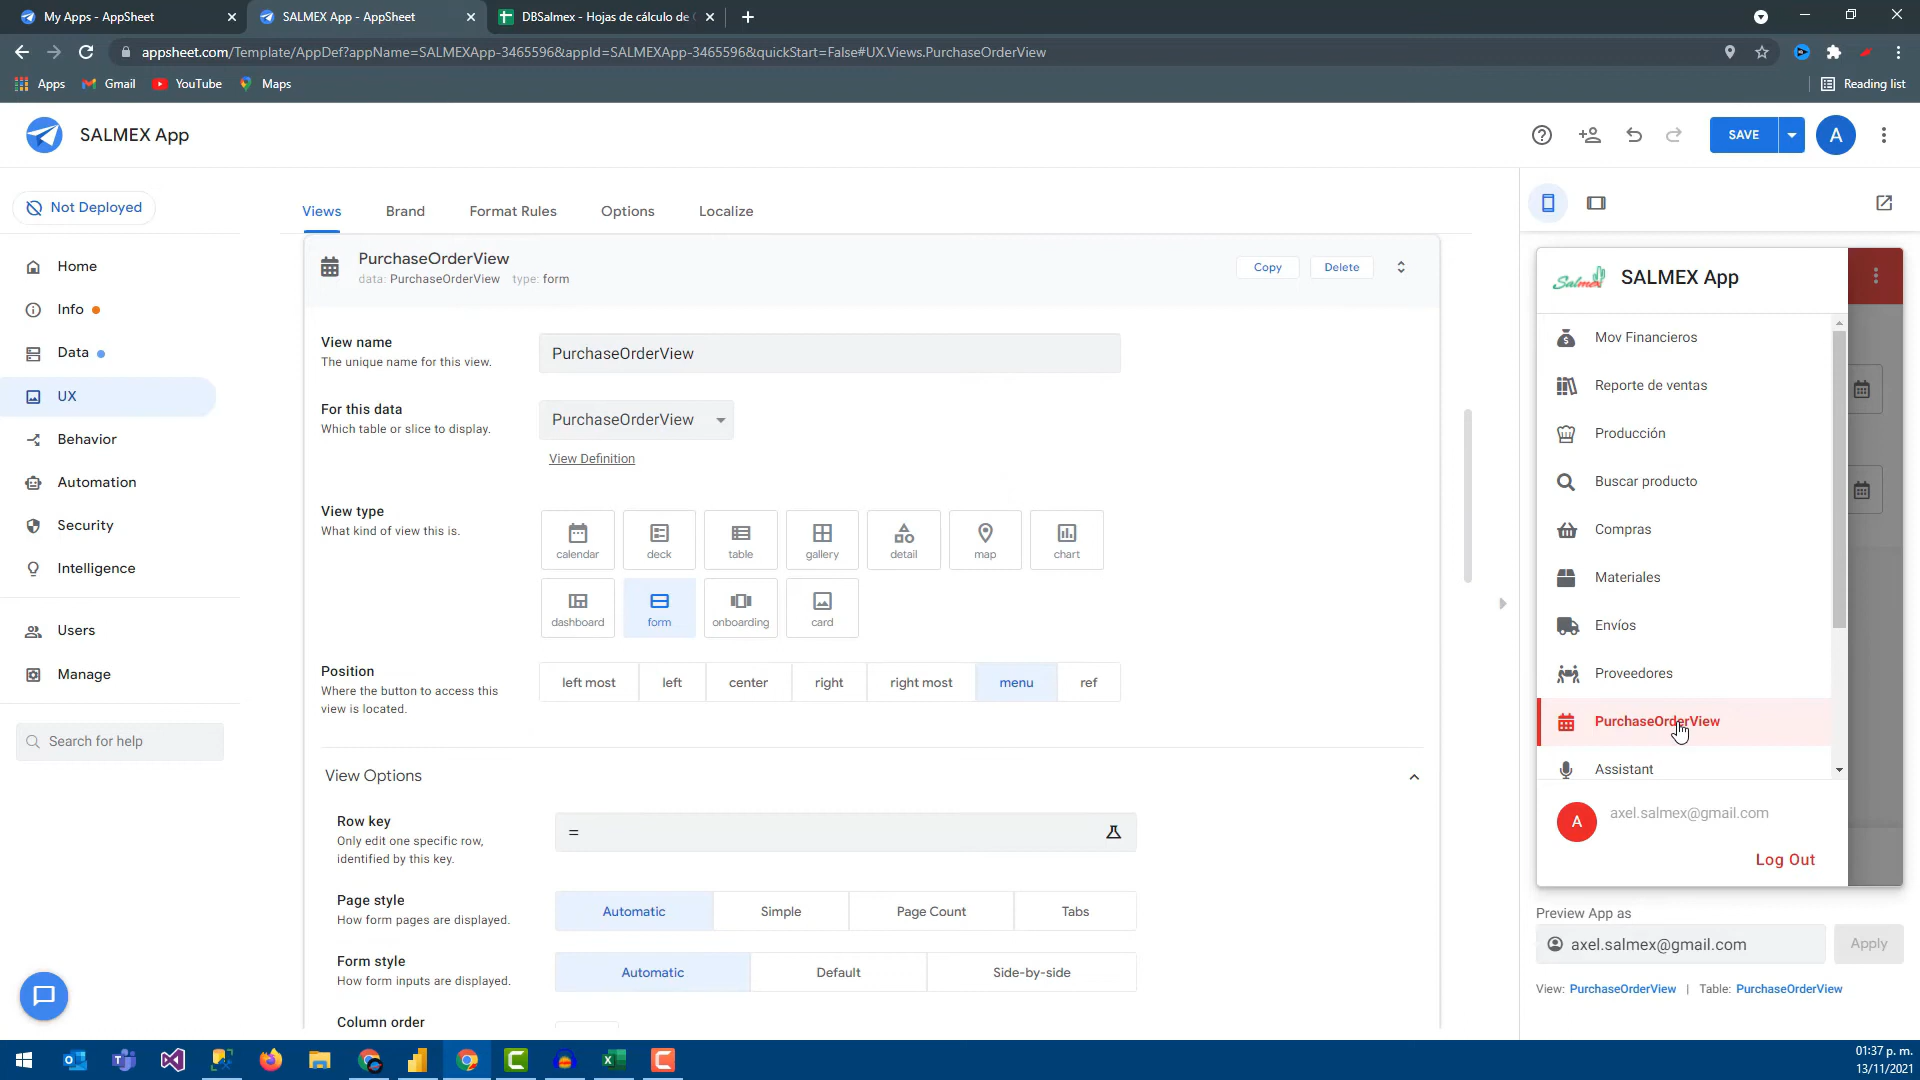 My Apps - AppSheet
SALMEX App - AppSheet
DBSalmex - Hojas de cálculo de
appsheet.com/Template/AppDef?appName=SALMEXApp-3465596&appId=SALMEXApp-3465596&quickStart=False#UX.Views.PurchaseOrderView
Apps
Gmail
YouTube
Maps
Reading list
SALMEX App
SAVE
A
Not Deployed
Home
Info
Data
UX
Behavior
Automation
Security
Intelligence
Users
Manage
Search for help
Views
Brand
Format Rules
Options
Localize
PurchaseOrderView
data: PurchaseOrderView type: form
Copy
Delete
View name
The unique name for this view.
PurchaseOrderView
For this data
Which table or slice to display.
PurchaseOrderView
View Definition
View type
What kind of view this is.
calendar
deck
table
gallery
detail
map
chart
dashboard
form
onboarding
card
Position
Where the button to access this
view is located.
left most
left
center
right
right most
menu
ref
View Options
Row key
Only edit one specific row,
identified by this key.
=
Page style
How form pages are displayed.
Automatic
Simple
Page Count
Tabs
Form style
How form inputs are displayed.
Automatic
Default
Side-by-side
Column order
Salmex
SALMEX App
Mov Financieros
Reporte de ventas
Producción
Buscar producto
Compras
Materiales
Envíos
Proveedores
PurchaseOrderView
Assistant
A
axel.salmex@gmail.com
Log Out
Preview App as
axel.salmex@gmail.com
Apply
View: PurchaseOrderView | Table: PurchaseOrderView
01:37 p. m.
13/11/2021